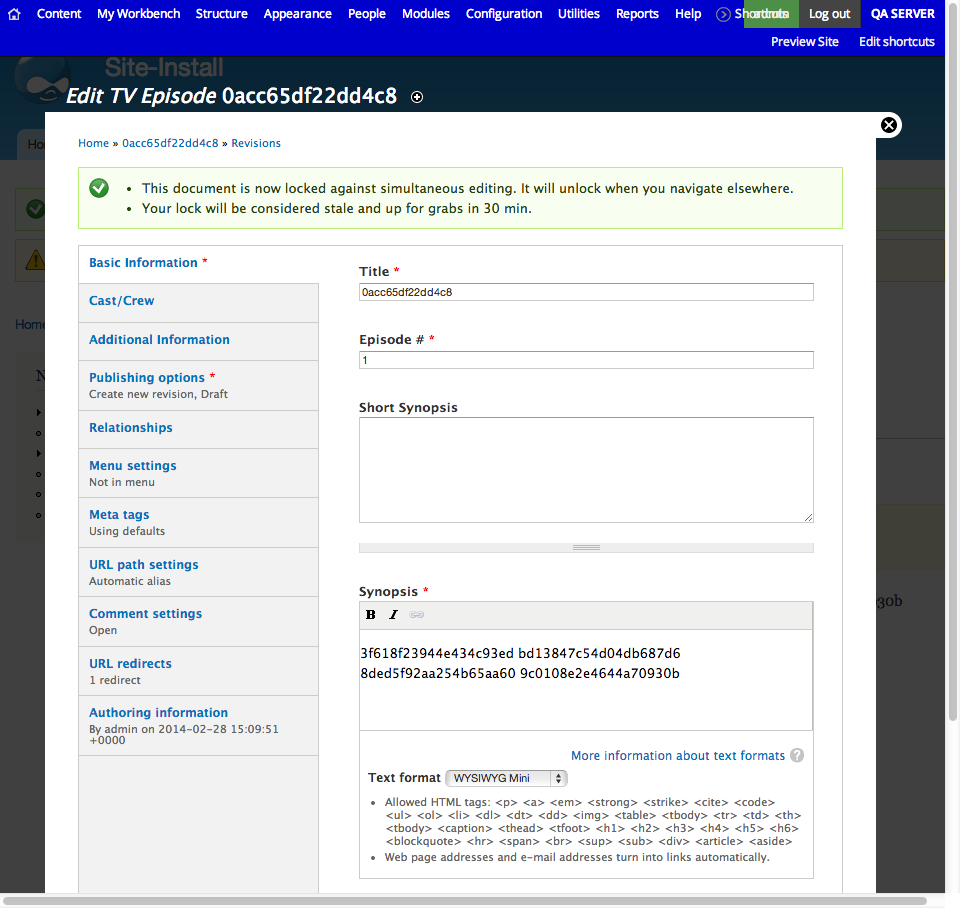 Content My Workbench Structure Appearance People Modules Configuration Utilities Reports Help Shortcuts Log out QA SERVER
Preview Site Edit shortcuts
Site-Install
Edit TV Episode 0acc65df22dd4c8
Home » 0acc65df22dd4c8 » Revisions
This document is now locked against simultaneous editing. It will unlock when you navigate elsewhere.
Your lock will be considered stale and up for grabs in 30 min.
Home
Basic Information *
Cast/Crew
Additional Information
Publishing options *
Create new revision, Draft
Relationships
Menu settings
Not in menu
Meta tags
Using defaults
URL path settings
Automatic alias
Comment settings
Open
URL redirects
1 redirect
Authoring information
By admin on 2014-02-28 15:09:51
+0000
Title *
0acc65df22dd4c8
Episode # *
1
Short Synopsis
Synopsis *
B I
3f618f23944e434c93ed bd13847c54d04db687d6
8ded5f92aa254b65aa60 9c0108e2e4644a70930b
More information about text formats ?
Text format WYSIWYG Mini
Allowed HTML tags: <p> <a> <em> <strong> <strike> <cite> <code>
<ul> <ol> <li> <dl> <dt> <dd> <img> <table> <tbody> <tr> <td> <th>
<tbody> <caption> <thead> <tfoot> <h1> <h2> <h3> <h4> <h5> <h6>
<blockquote> <hr> <span> <br> <sup> <sub> <div> <article> <aside>
Web page addresses and e-mail addresses turn into links automatically.